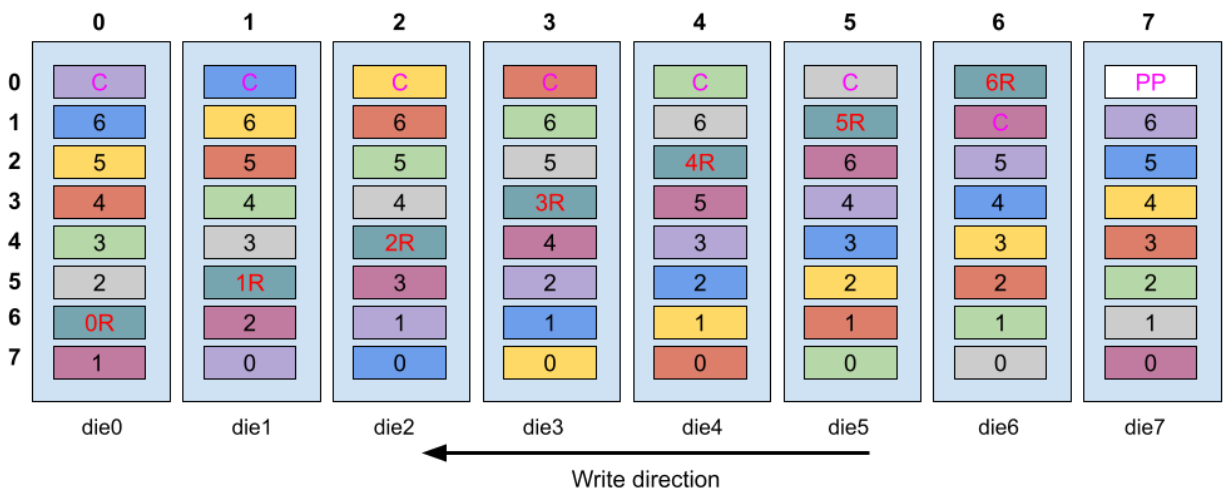 0 1 2 3 4 5 6 7
0 C C C C C C 6R PP
1 6 6 6 6 6 5R C 6
2 5 5 5 5 4R 6 5 5
3 4 4 4 3R 5 4 4 4
4 3 3 2R 4 3 3 3 3
5 2 1R 3 2 2 2 2 2
6 0R 2 1 1 1 1 1 1
7 1 0 0 0 0 0 0 0
die0 die1 die2 die3 die4 die5 die6 die7
Write direction